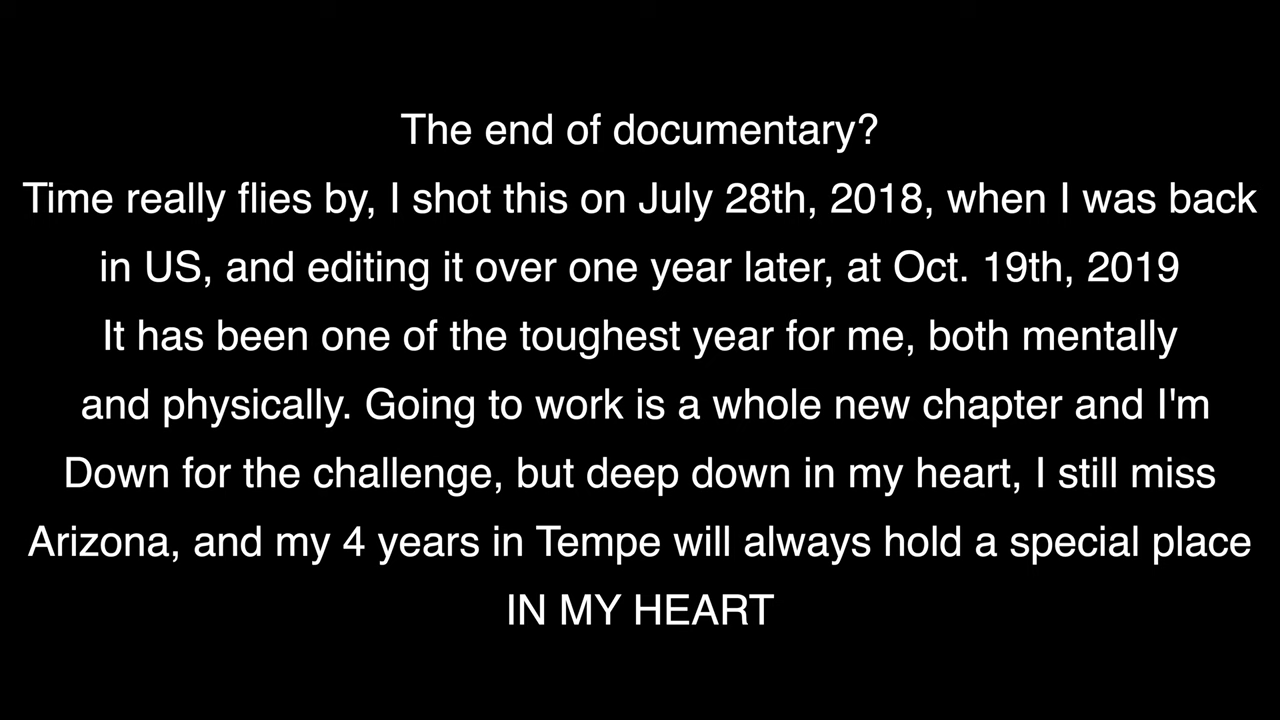 The end of documentary?
Time really flies by, I shot this on July 28th, 2018, when I was back
in US, and editing it over one year later, at Oct. 19th, 2019
It has been one of the toughest year for me, both mentally
and physically. Going to work is a whole new chapter and I'm
Down for the challenge, but deep down in my heart, I still miss
Arizona, and my 4 years in Tempe will always hold a special place
IN MY HEART